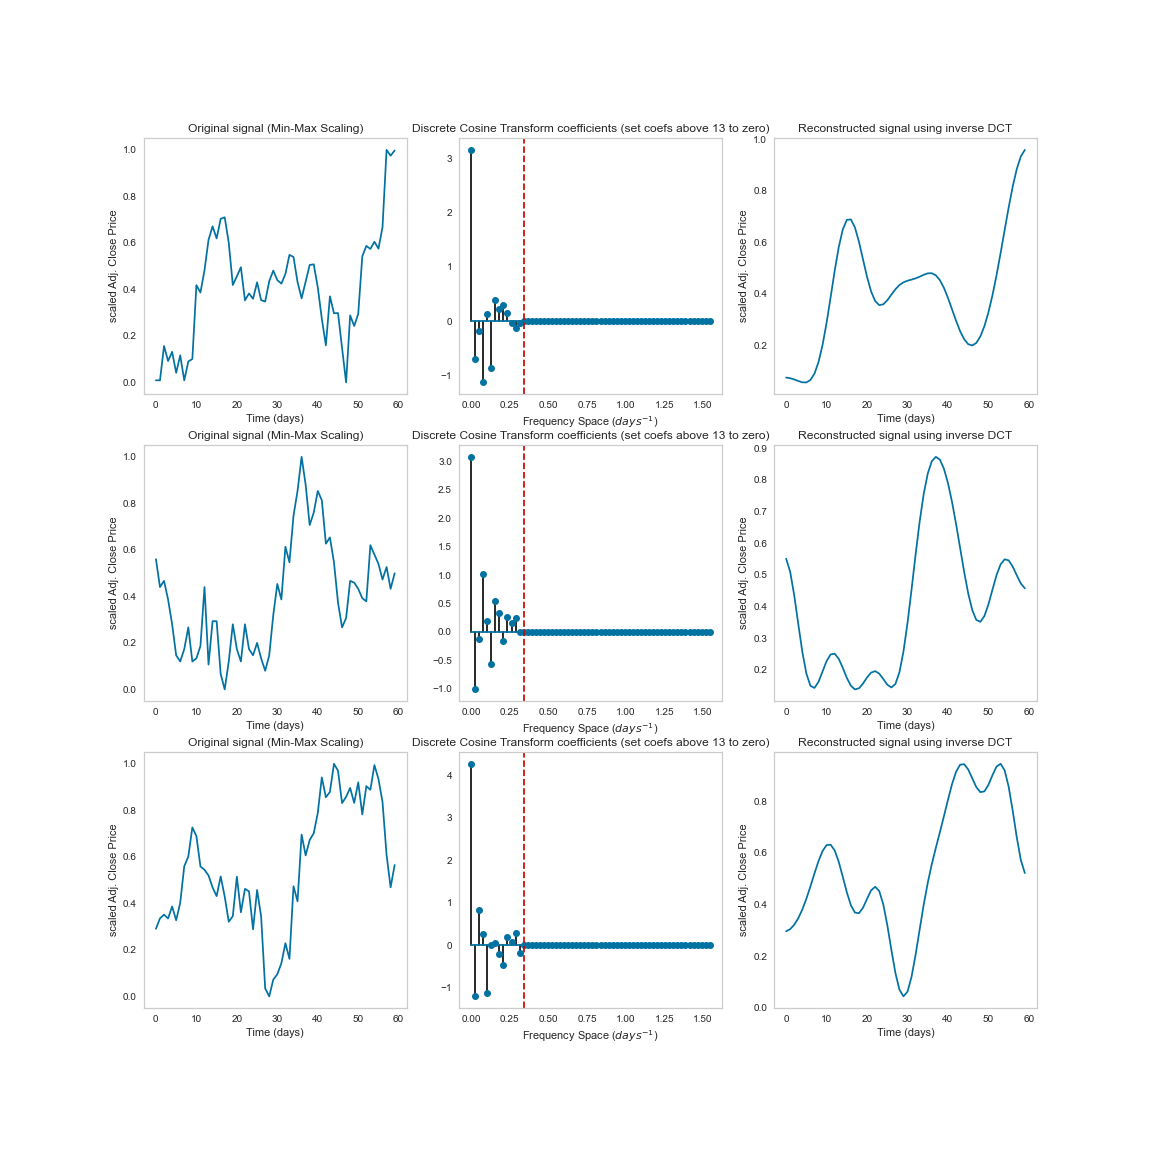 Original signal (Min-Max Scaling)
Discrete Cosine Transform coefficients (set coefs above 13 to zero)
Reconstructed signal using inverse DCT
scaled Adj. Close Price
1.0
0.8
0.6
0.4
0.2
0.0
0 10 20 30 40 50 60
Time (days)
3
2
1
0
−1
0.00 0.25 0.50 0.75 1.00 1.25 1.50
Frequency Space (days⁻¹)
scaled Adj. Close Price
1.0
0.8
0.6
0.4
0.2
0 10 20 30 40 50 60
Time (days)
Original signal (Min-Max Scaling)
Discrete Cosine Transform coefficients (set coefs above 13 to zero)
Reconstructed signal using inverse DCT
scaled Adj. Close Price
1.0
0.8
0.6
0.4
0.2
0.0
0 10 20 30 40 50 60
Time (days)
3.0
2.5
2.0
1.5
1.0
0.5
0.0
−0.5
−1.0
0.00 0.25 0.50 0.75 1.00 1.25 1.50
Frequency Space (days⁻¹)
scaled Adj. Close Price
0.9
0.8
0.7
0.6
0.5
0.4
0.3
0.2
0 10 20 30 40 50 60
Time (days)
Original signal (Min-Max Scaling)
Discrete Cosine Transform coefficients (set coefs above 13 to zero)
Reconstructed signal using inverse DCT
scaled Adj. Close Price
1.0
0.8
0.6
0.4
0.2
0.0
0 10 20 30 40 50 60
Time (days)
4
3
2
1
0
−1
0.00 0.25 0.50 0.75 1.00 1.25 1.50
Frequency Space (days⁻¹)
scaled Adj. Close Price
0.8
0.6
0.4
0.2
0.0
0 10 20 30 40 50 60
Time (days)